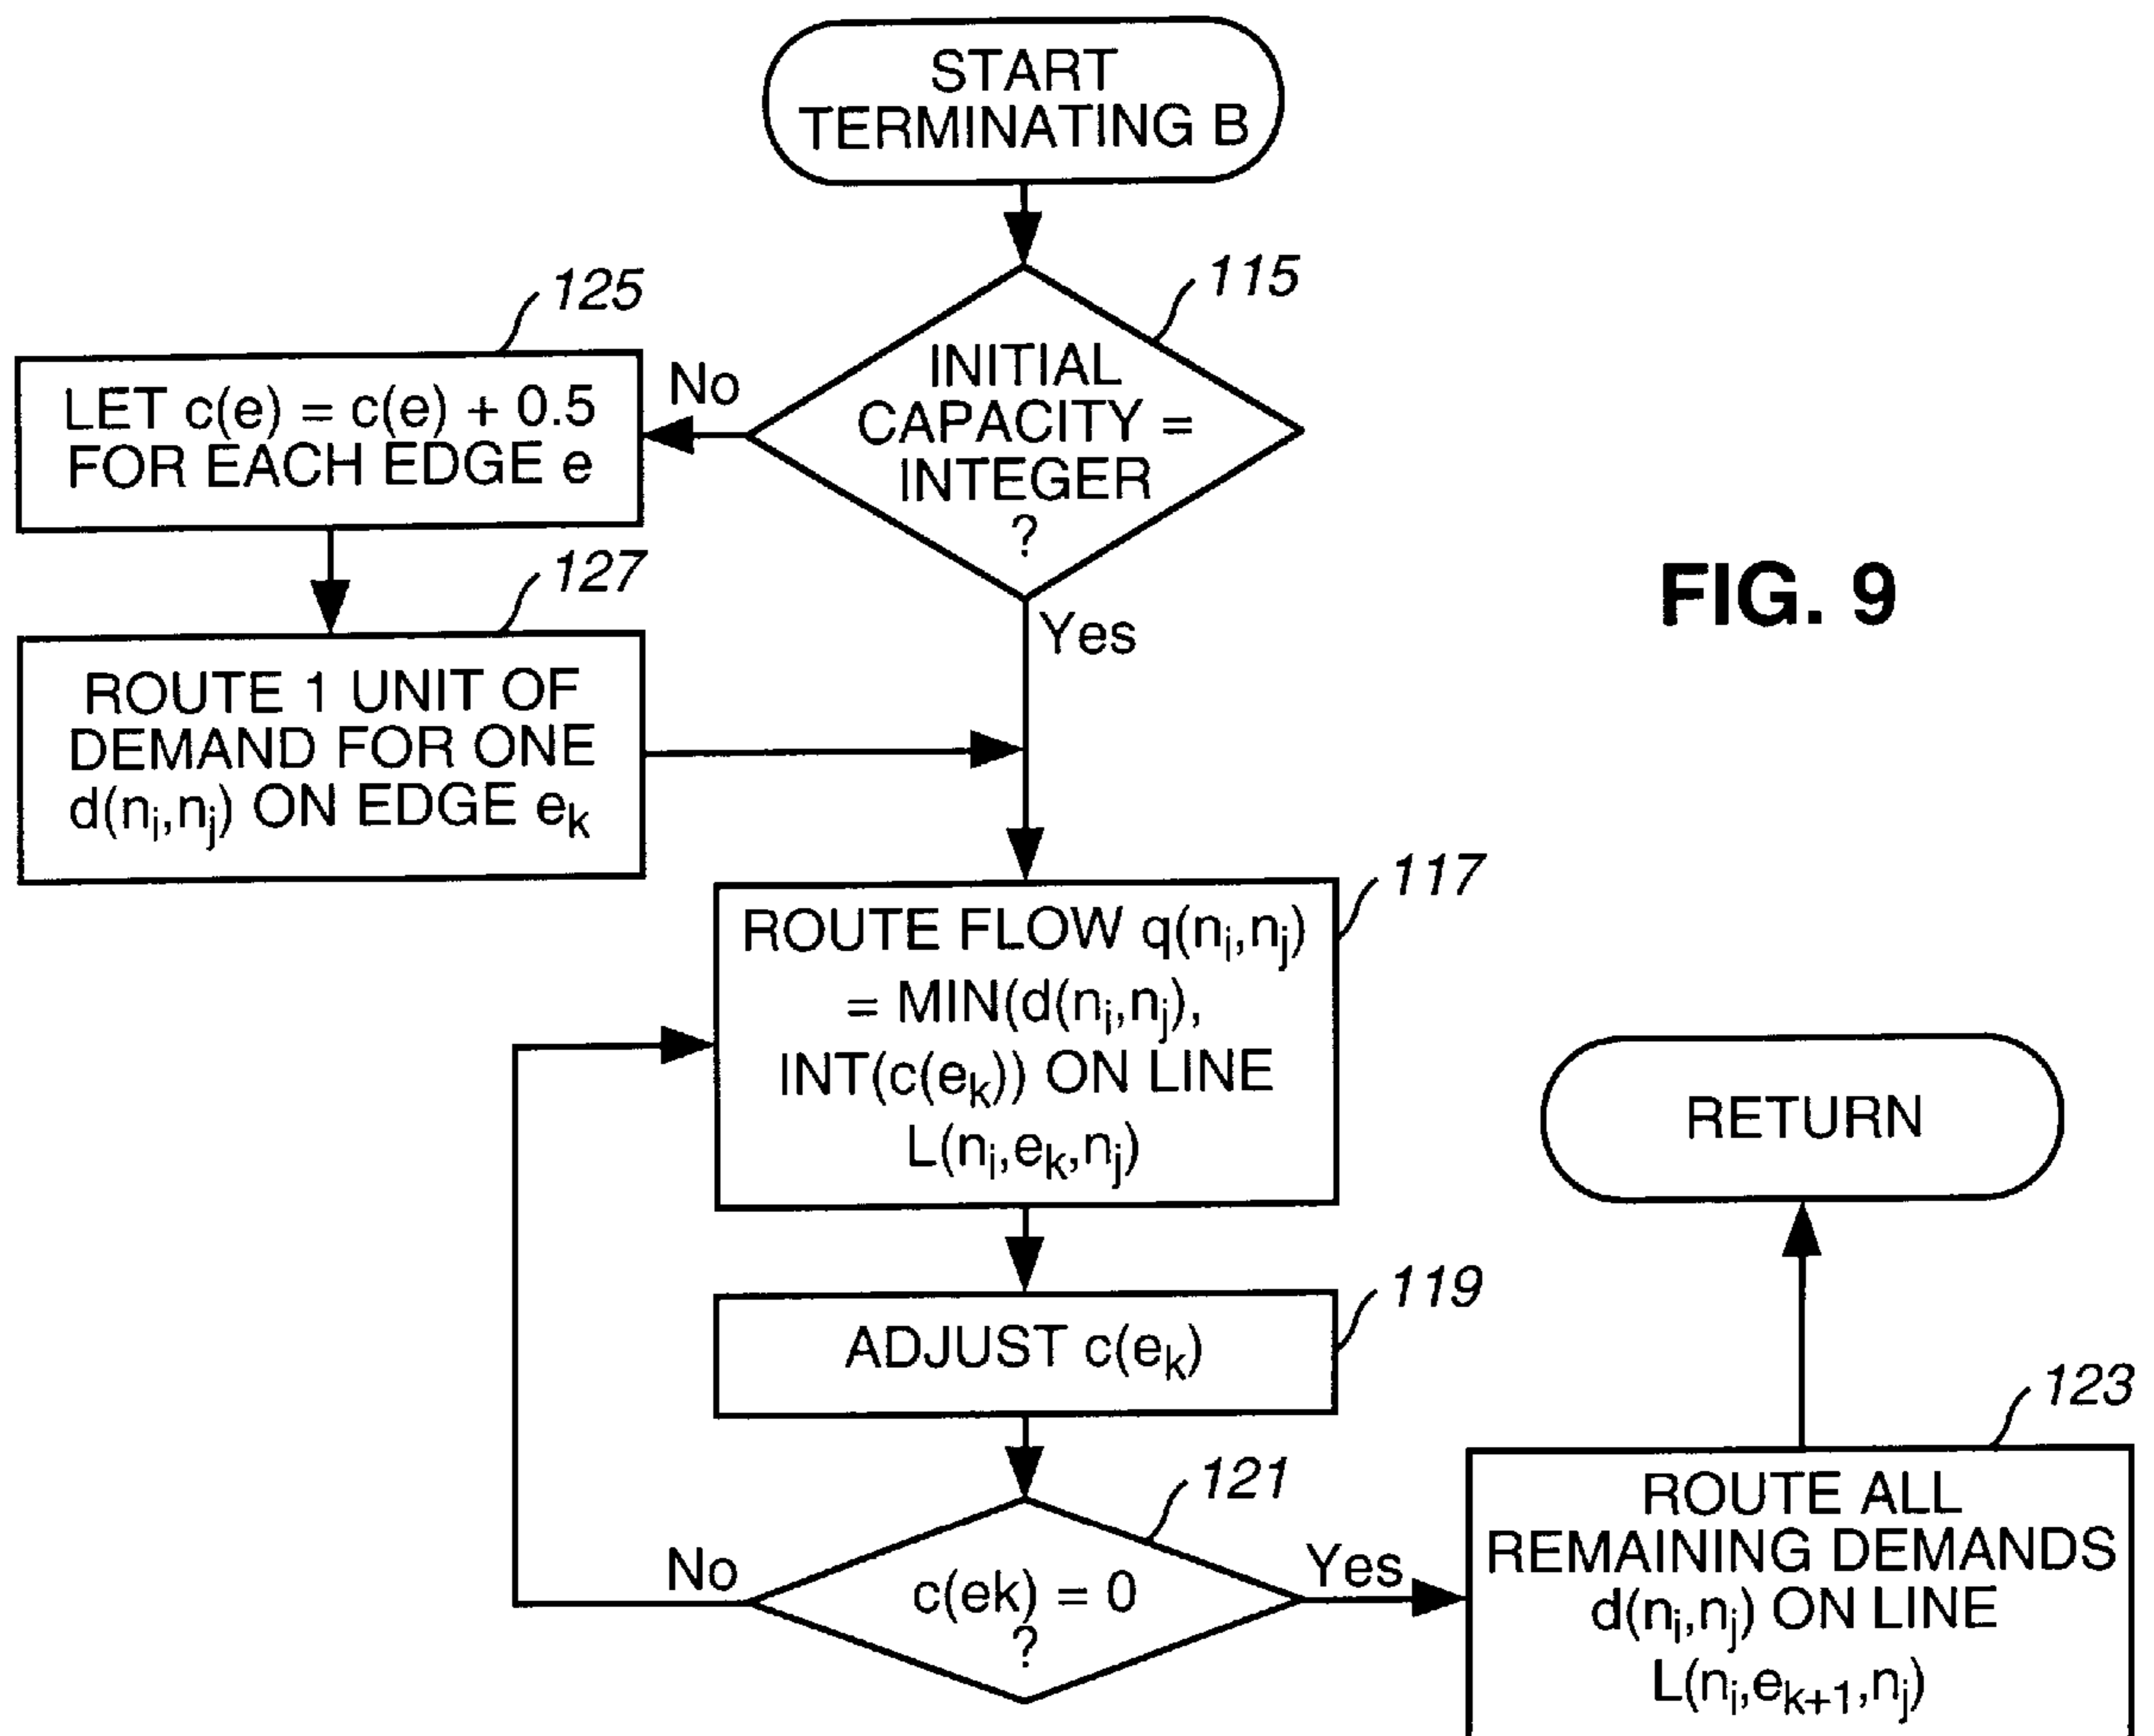 START
TERMINATING B
115
INITIAL
CAPACITY =
INTEGER
?
No
Yes
125
LET c(e) = c(e) + 0.5
FOR EACH EDGE e
127
ROUTE 1 UNIT OF
DEMAND FOR ONE
d(nᵢ,nⱼ) ON EDGE eₖ
FIG. 9
117
ROUTE FLOW q(nᵢ,nⱼ)
= MIN(d(nᵢ,nⱼ),
INT(c(eₖ)) ON LINE
L(nᵢ,eₖ,nⱼ)
119
ADJUST c(eₖ)
121
c(ek) = 0
?
No
Yes
123
ROUTE ALL
REMAINING DEMANDS
d(nᵢ,nⱼ) ON LINE
L(nᵢ,eₖ₊₁,nⱼ)
RETURN